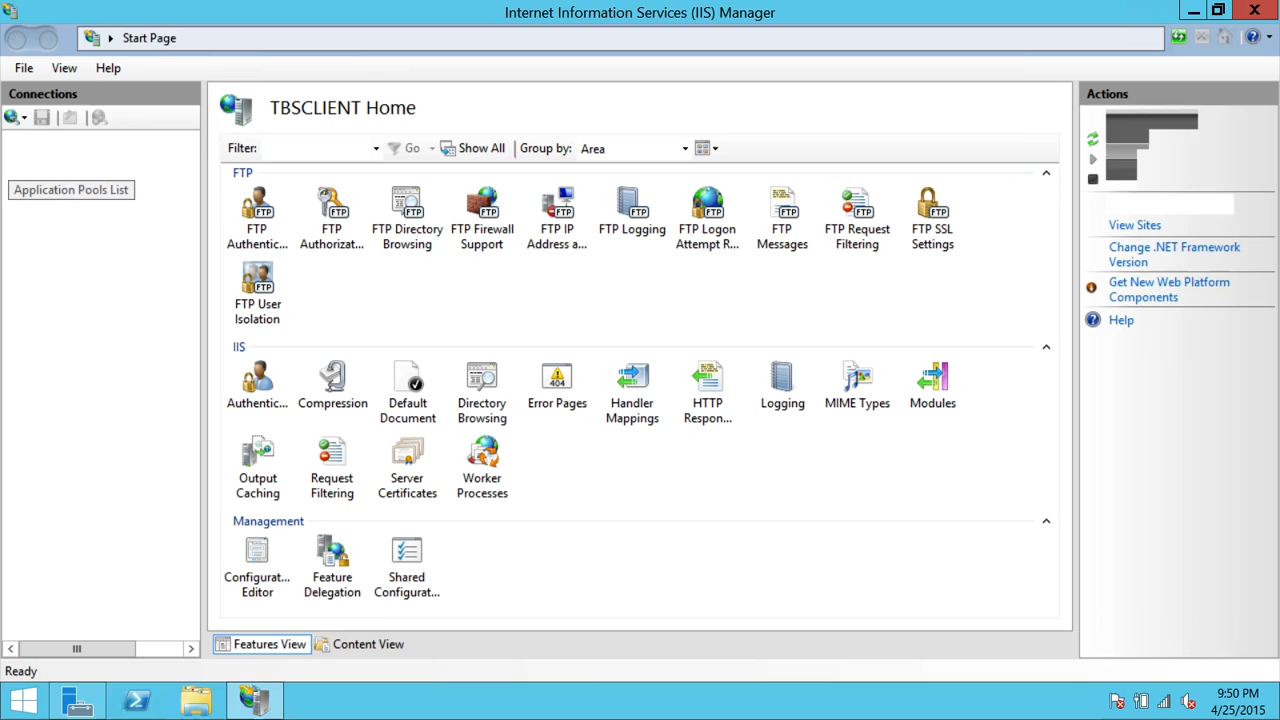 Internet Information Services (IIS) Manager
Start Page
File View Help
Connections
Application Pools List
TBSCLIENT Home
Filter: Go Show All Group by: Area
FTP
FTP Authentic...
FTP Authorizat...
FTP Directory Browsing
FTP Firewall Support
FTP IP Address a...
FTP Logging
FTP Logon Attempt R...
FTP Messages
FTP Request Filtering
FTP SSL Settings
FTP User Isolation
IIS
Authentic...
Compression
Default Document
Directory Browsing
Error Pages
Handler Mappings
HTTP Respon...
Logging
MIME Types
Modules
Output Caching
Request Filtering
Server Certificates
Worker Processes
Management
Configurat... Editor
Feature Delegation
Shared Configurat...
Features View
Content View
Actions
View Sites
Change .NET Framework
Version
Get New Web Platform
Components
Help
Ready
9:50 PM
4/25/2015